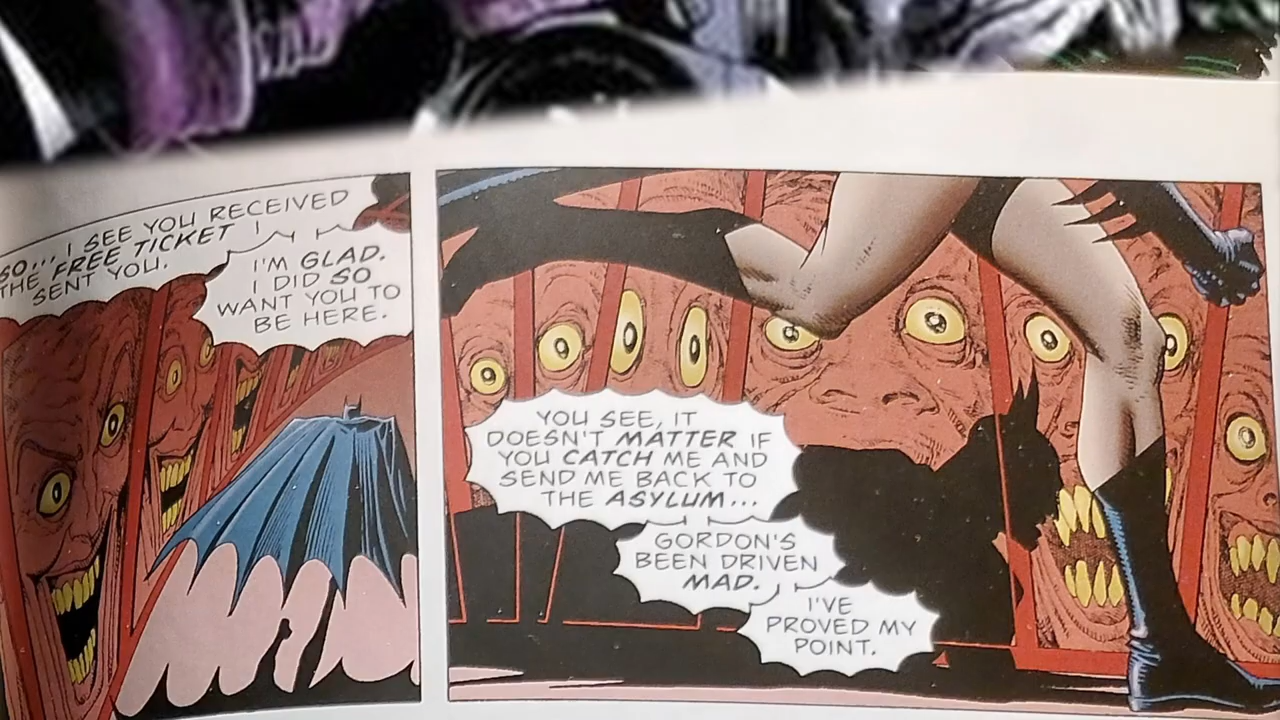 SO... I SEE YOU RECEIVED
THE FREE TICKET I
SENT YOU.
I'M GLAD.
I DID SO
WANT YOU TO
BE HERE.
YOU SEE, IT
DOESN'T MATTER IF
YOU CATCH ME AND
SEND ME BACK TO
THE ASYLUM...
GORDON'S
BEEN DRIVEN
MAD.
I'VE
PROVED MY
POINT.